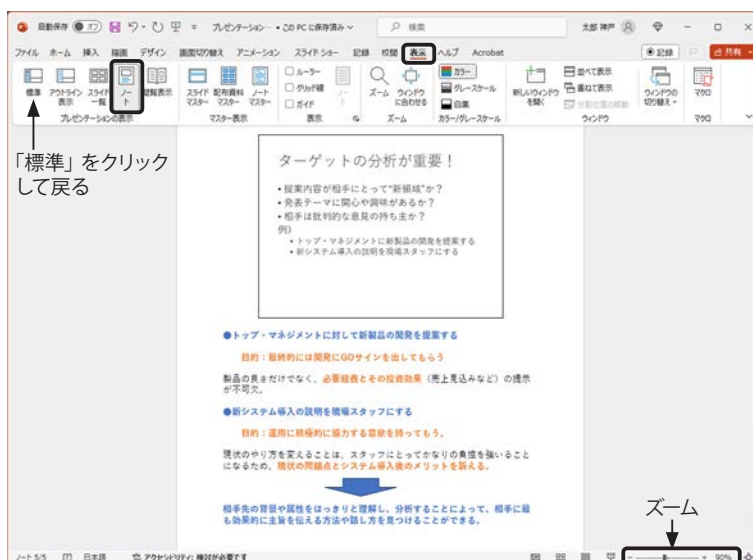 自動保存 オフ
プレゼンテーション • この PC に保存済み
検索
太郎 神戸
ファイル ホーム 挿入 描画 デザイン 画面切り替え アニメーション スライド ショー 記録 校閲 表示 ヘルプ Acrobat
記録
共有
標準
アウトライン表示
スライド一覧
ノート
閲覧表示
スライドマスター
配布資料マスター
ノートマスター
ルーラー
グリッド線
ガイド
ノート
ズーム
ウィンドウに合わせる
カラー
グレースケール
白黒
新しいウィンドウを開く
並べて表示
重ねて表示
分割位置の移動
ウィンドウの切り替え
マクロ
プレゼンテーションの表示 マスター表示 表示 ズーム カラー/グレースケール ウィンドウ マクロ
「標準」をクリック
して戻る
ターゲットの分析が重要！
•提案内容が相手にとって“新領域”か？
•発表テーマに関心や興味があるか？
•相手は批判的な意見の持ち主か？
例)
•トップ・マネジメントに新製品の開発を提案する
•新システム導入の説明を現場スタッフにする
●トップ・マネジメントに対して新製品の開発を提案する
目的：最終的には開発にGOサインを出してもらう
製品の良さだけでなく、必要経費とその投資効果（売上見込みなど）の提示
が不可欠。
●新システム導入の説明を現場スタッフにする
目的：運用に積極的に協力する意欲を持ってもう。
現状のやり方を変えることは、スタッフにとってかなりの負担を強いること
になるため、現状の問題点とシステム導入後のメリットを訴える。
相手先の背景や属性をはっきりと理解し、分析することによって、相手に最
も効果的に主旨を伝える方法や話し方を見つけることができる。
ズーム
ノート 5/5 日本語 アクセシビリティ: 検討が必要です 90%